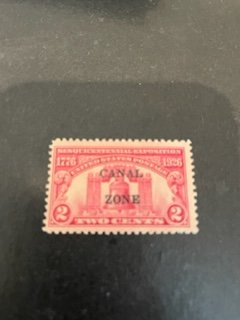 SESQUICENTENNIAL EXPOSITION
1776 1926
UNITED STATES POSTAGE
CANAL
ZONE
2 2
TWO CENTS